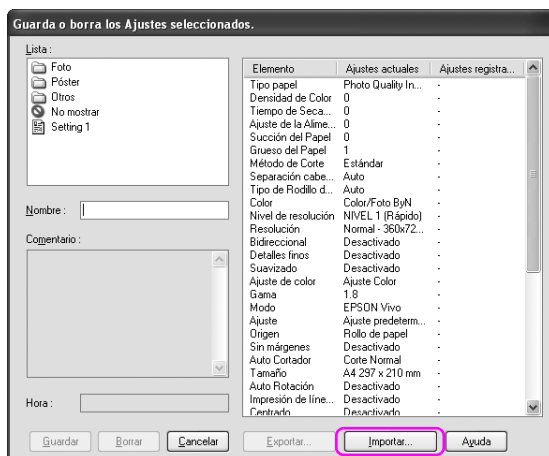 Guarda o borra los Ajustes seleccionados.
Lista :
Foto
Póster
Otros
No mostrar
Setting 1
Nombre :
Comentario :
Hora :
Elemento Ajustes actuales Ajustes registra...
Tipo papel Photo Quality In... -
Densidad de Color 0 -
Tiempo de Seca... 0 -
Ajuste de la Alime... 0 -
Succión del Papel 0 -
Grueso del Papel 1 -
Método de Corte Estándar -
Separación cabe... Auto -
Tipo de Rodillo d... Auto -
Color Color/Foto ByN -
Nivel de resolución NIVEL 1 (Rápido) -
Resolución Normal - 360x72... -
Bidireccional Desactivado -
Detalles finos Desactivado -
Suavizado Desactivado -
Ajuste de color Ajuste Color -
Gama 1.8 -
Modo EPSON Vivo -
Ajuste Ajuste predeterm... -
Origen Rollo de papel -
Sin márgenes Desactivado -
Auto Cortador Corte Normal -
Tamaño A4 297 x 210 mm -
Auto Rotación Desactivado -
Impresión de líne... Desactivado -
Centrado Desactivado -
Guardar Borrar Cancelar Exportar... Importar... Ayuda